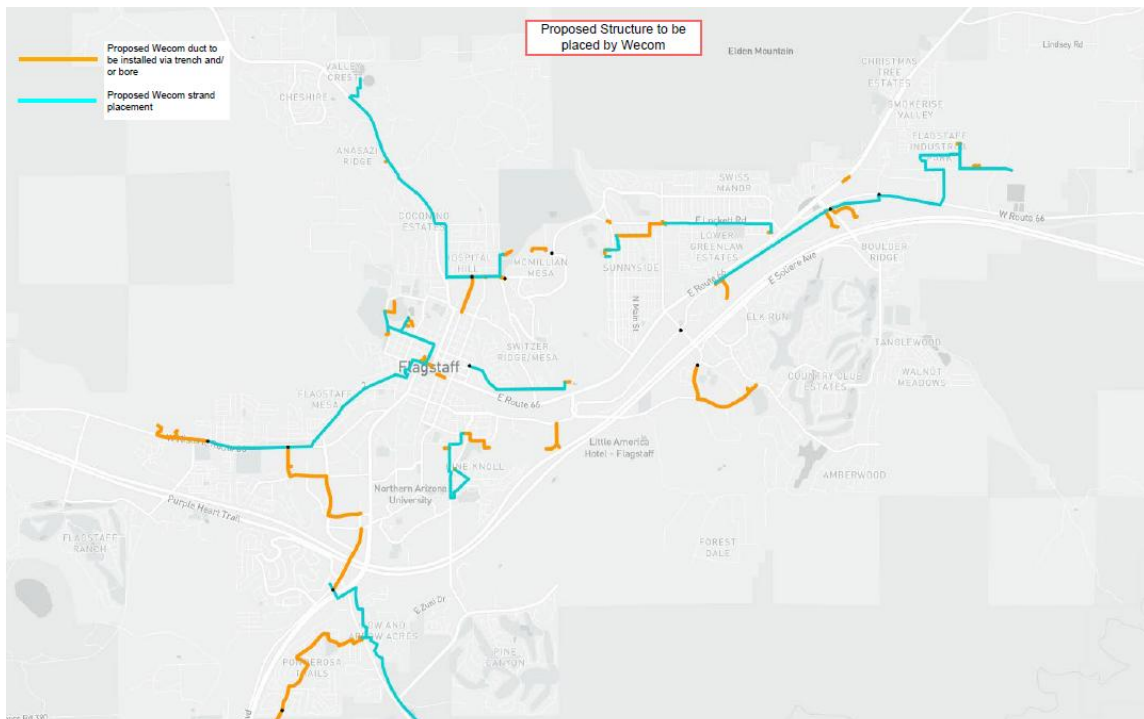 Proposed Wecom duct to
be installed via trench and/
or bore
Proposed Wecom strand
placement
Proposed Structure to be
placed by Wecom
Elden Mountain
Lindsey Rd
CHRISTMAS
TREE ESTATES
VALLEY
CREST
CHESHIRE
SMOKERISE
VALLEY
FLAGSTAFF
INDUSTRIAL
PARK
ANASAZI
RIDGE
SWISS
MANOR
COCONINO
ESTATES
E Lockett Rd
W Route 66
LOWER
GREENLAW
ESTATES
HOSPITAL
HILL
MCMILLIAN
MESA
SUNNYSIDE
BOULDER
RIDGE
E Soliere Ave
E Route 66
N Main St
ELK RUN
SWITZER
RIDGE/MESA
TANGLEWOOD
Flagstaff
COUNTRY CLUB
ESTATES
WALNUT
MEADOWS
FLAGSTAFF
MESA
E Route 66
Little America
Hotel - Flagstaff
PINE KNOLL
AMBERWOOD
Northern Arizona
University
Purple Heart Trail
FLAGSTAFF
RANCH
FOREST
DALE
E Zuni Dr
BOW AND
ARROW ACRES
PONDEROSA
TRAILS
PINE
CANYON